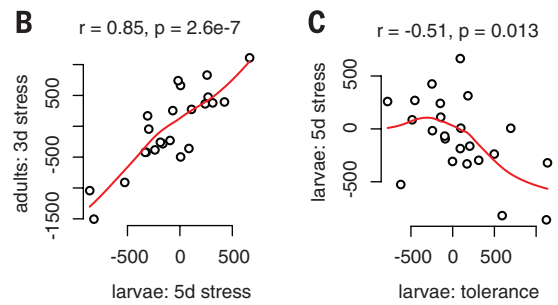 B
r = 0.85, p = 2.6e-7
adults: 3d stress
500
-500
-1500
-500
0
500
larvae: 5d stress
C
r = -0.51, p = 0.013
larvae: 5d stress
500
0
-500
-500
0
500
larvae: tolerance